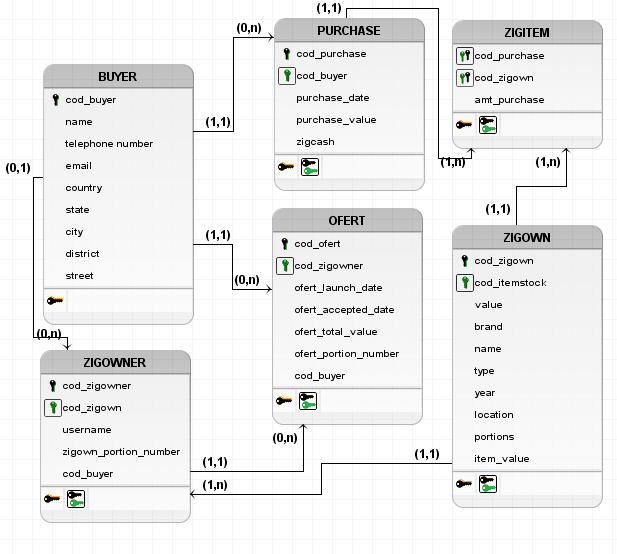 BUYER
cod_buyer
name
telephone number
email
country
state
city
district
street
(0,1)
(0,n)
(1,1)
(1,1)
(0,n)
(0,n)
PURCHASE
cod_purchase
cod_buyer
purchase_date
purchase_value
zigcash
(1,1)
(1,n)
ZIGITEM
cod_purchase
cod_zigown
amt_purchase
(1,n)
(1,1)
OFERT
cod_ofert
cod_zigowner
ofert_launch_date
ofert_accepted_date
ofert_total_value
ofert_portion_number
cod_buyer
(0,n)
ZIGOWN
cod_zigown
cod_itemstock
value
brand
name
type
year
location
portions
item_value
(1,1)
ZIGOWNER
cod_zigowner
cod_zigown
username
zigown_portion_number
cod_buyer
(1,1)
(1,n)